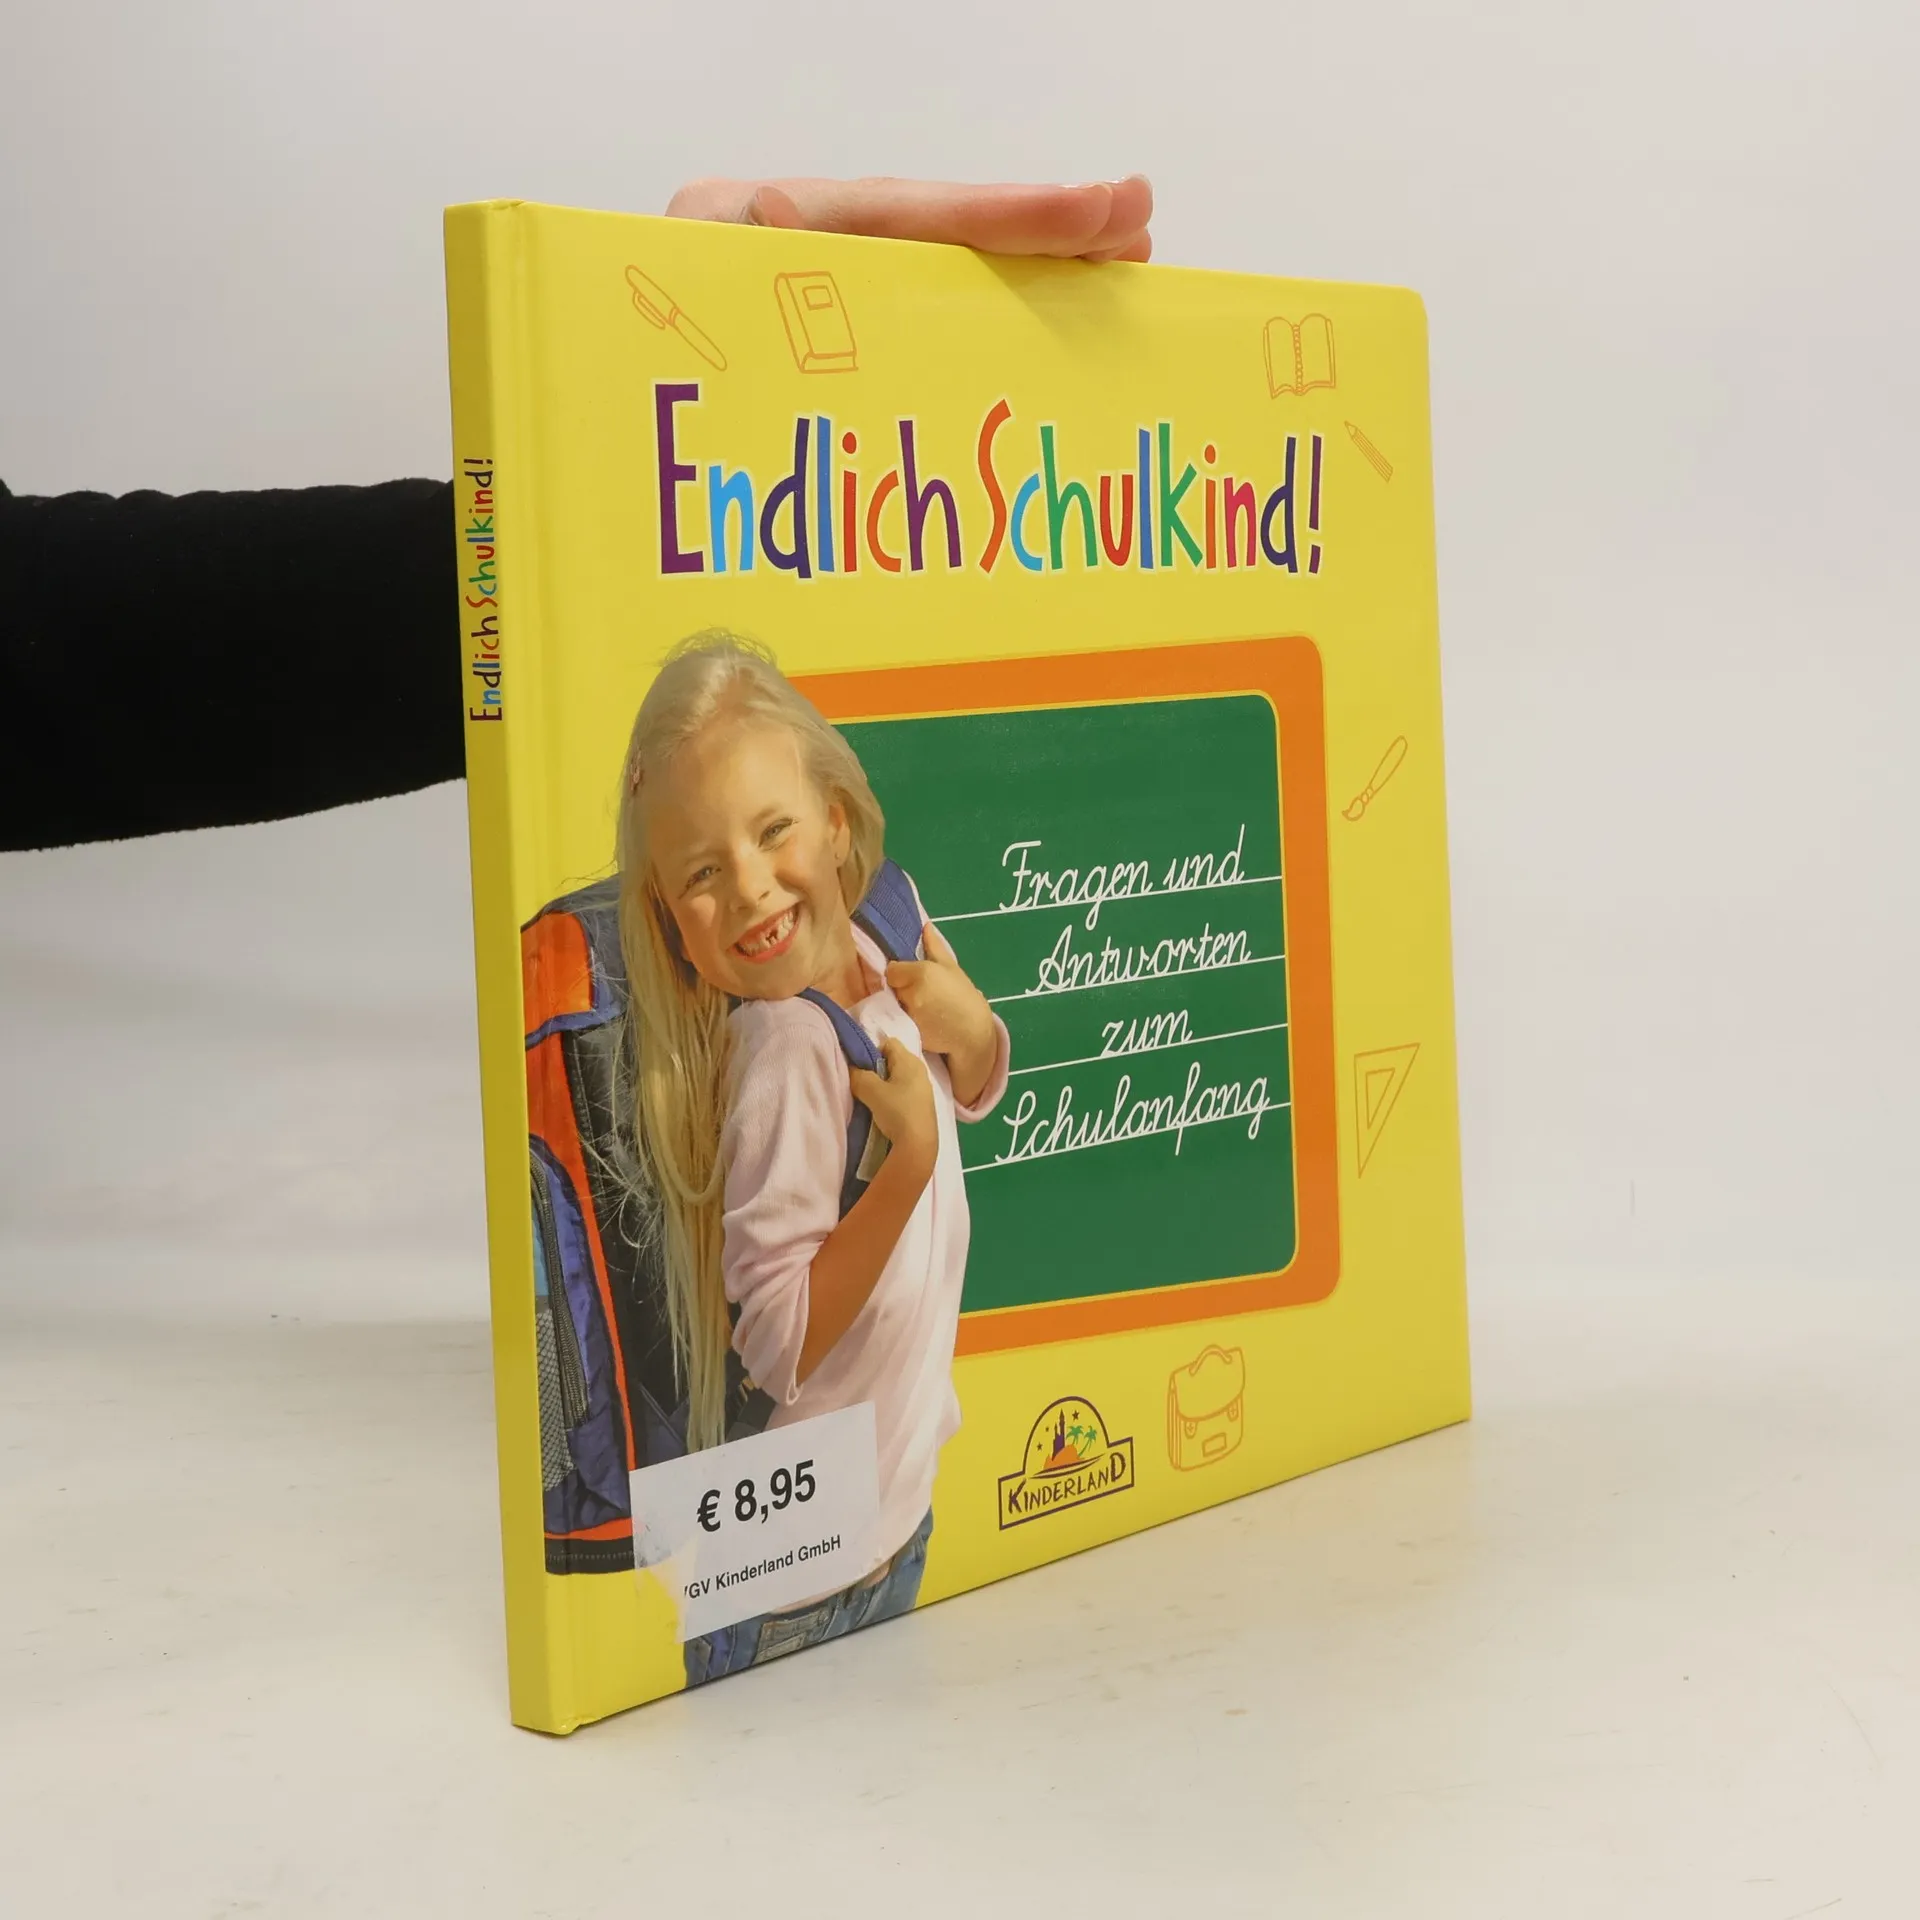 Endlich Schulkind!
Endlich Schulkind!
Fragen und
Antworten
zum
Schulanfang
KINDERLAND
€ 8,95
VGV Kinderland GmbH